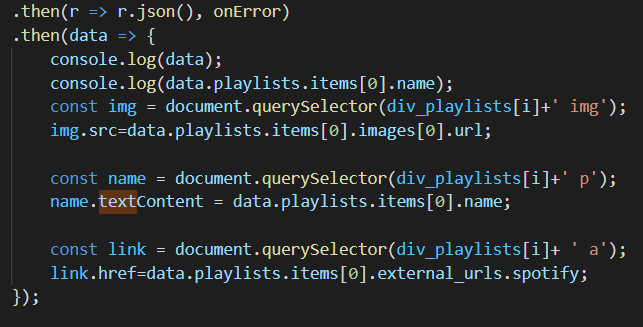 .then(r => r.json(), onError)
.then(data => {
console.log(data);
console.log(data.playlists.items[0].name);
const img = document.querySelector(div_playlists[i]+' img');
img.src=data.playlists.items[0].images[0].url;
const name = document.querySelector(div_playlists[i]+' p');
name.textContent = data.playlists.items[0].name;
const link = document.querySelector(div_playlists[i]+ ' a');
link.href=data.playlists.items[0].external_urls.spotify;
});